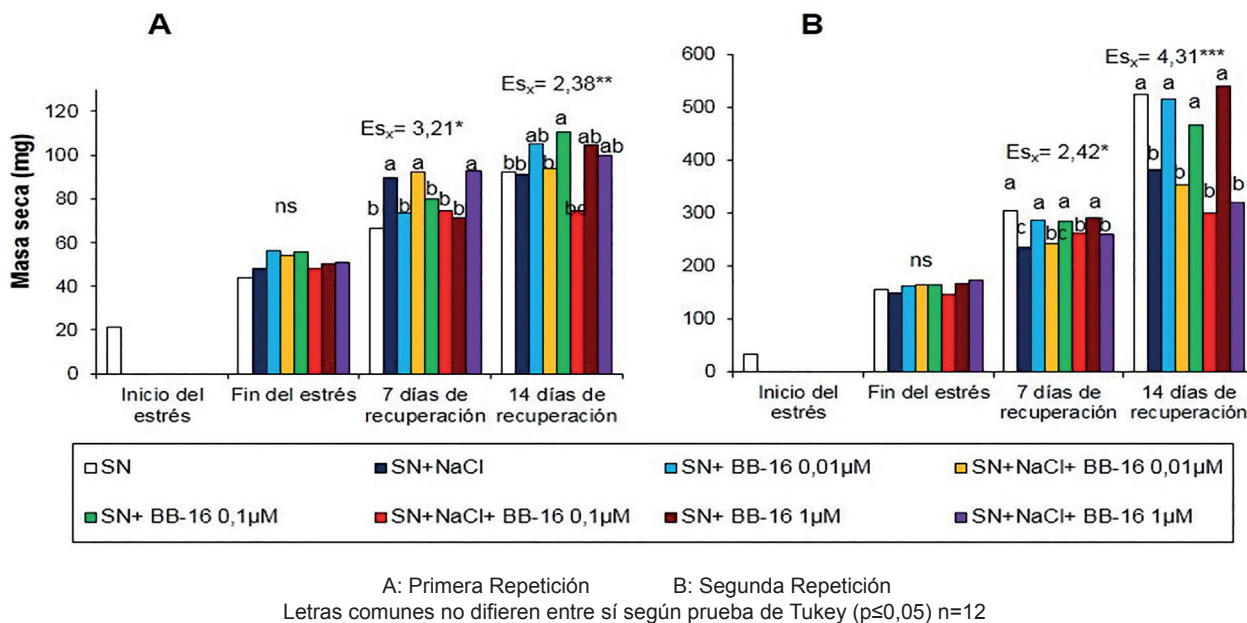 A
B
Masa seca (mg)
120
100
80
60
40
20
0
ns
Es x = 3,21*
b a b a b b b a
Es x = 2,38**
bb bb ab b a bc ab ab
Inicio del estrés
Fin del estrés
7 días de recuperación
14 días de recuperación
600
500
400
300
200
100
0
ns
Es x = 2,42*
a c a bc a b a b
Es x = 4,31***
a b a b a b a b
Inicio del estrés
Fin del estrés
7 días de recuperación
14 días de recuperación
SN SN+NaCl SN+ BB-16 0,01µM SN+NaCl+ BB-16 0,01µM
SN+ BB-16 0,1µM SN+NaCl+ BB-16 0,1µM SN+ BB-16 1µM SN+NaCl+ BB-16 1µM
A: Primera Repetición B: Segunda Repetición
Letras comunes no difieren entre sí según prueba de Tukey (p≤0,05) n=12